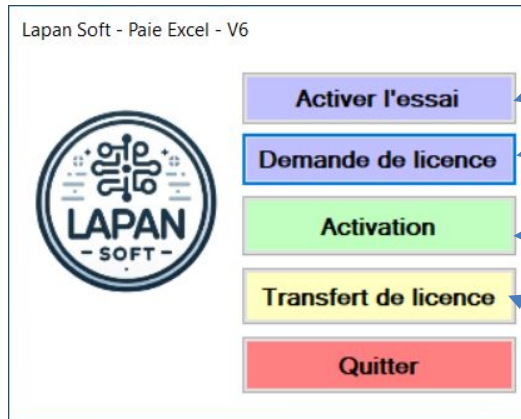 Lapan Soft - Paie Excel - V6
Activer l'essai
Demande de licence
LAPAN
- SOFT -
Activation
Transfert de licence
Quitter